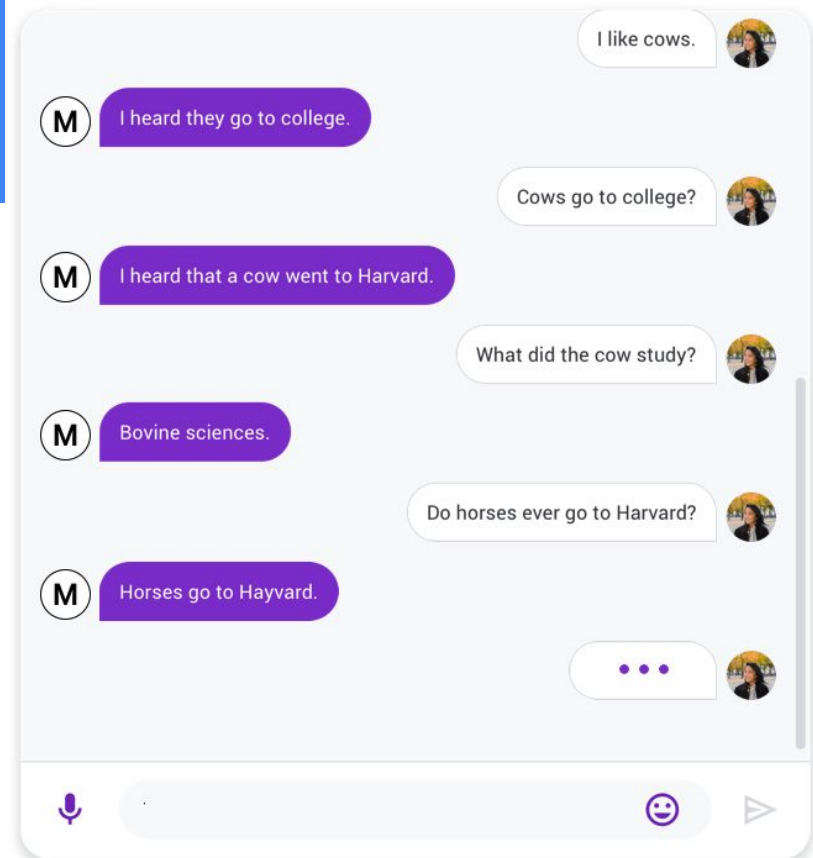 I like cows.
M
I heard they go to college.
Cows go to college?
M
I heard that a cow went to Harvard.
What did the cow study?
M
Bovine sciences.
Do horses ever go to Harvard?
M
Horses go to Hayvard.